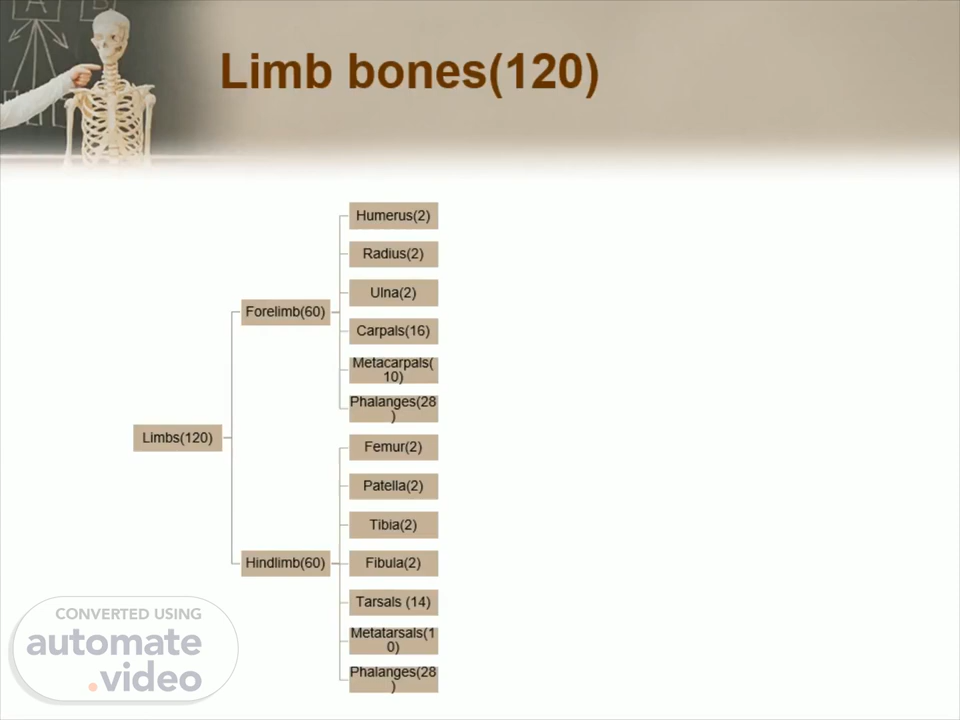 A B
Limb bones(120)
Humerus(2)
Radius(2)
Ulna(2)
Forelimb(60)
Carpals(16)
Metacarpals(
10)
Phalanges(28
)
Limbs(120)
Femur(2)
Patella(2)
Tibia(2)
Hindlimb(60)
Fibula(2)
Tarsals (14)
Metatarsals(1
0)
Phalanges(28
)
CONVERTED USING
automate
.video